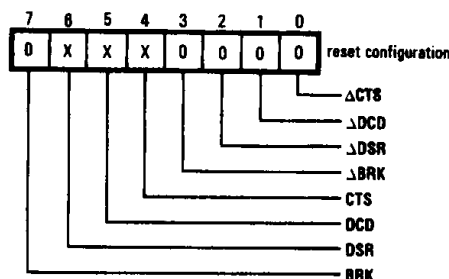 7 6 5 4 3 2 1 0
0 X X X 0 0 0 0 reset configuration
ΔCTS
ΔDCD
ΔDSR
ΔBRK
CTS
DCD
DSR
BRK